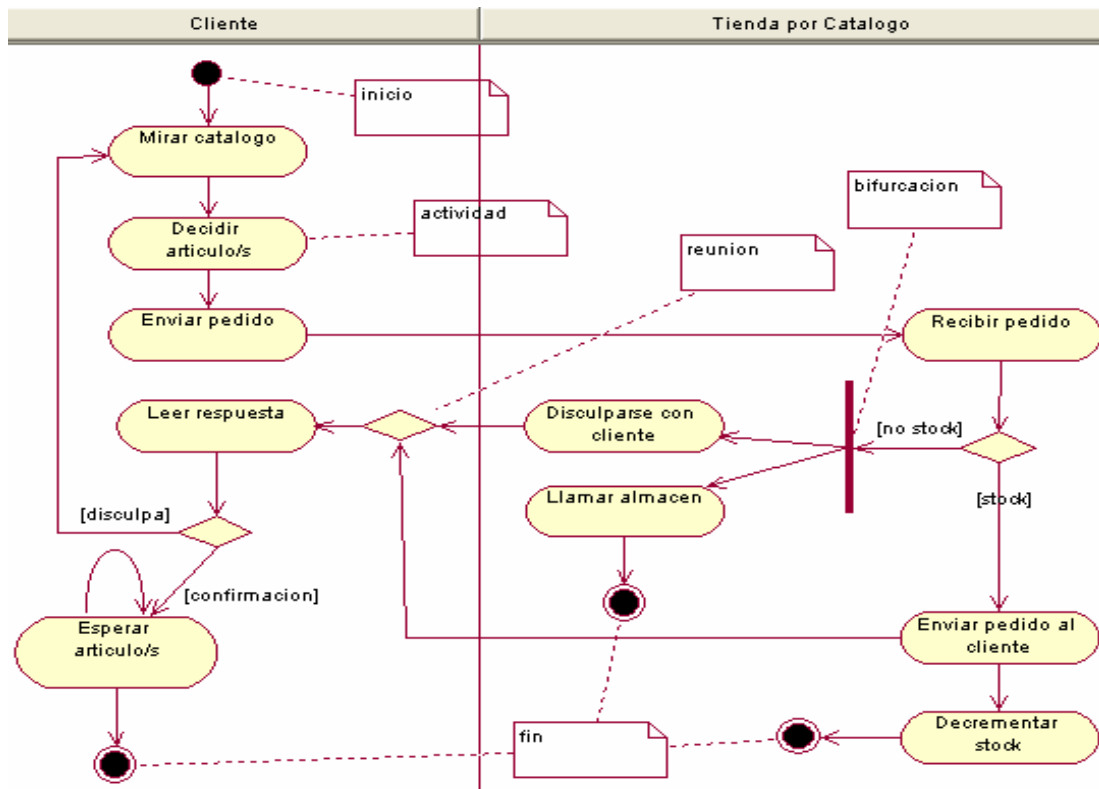 Cliente
Tienda por Catalogo
inicio
Mirar catalogo
bifurcacion
actividad
Decidir
articulo/s
reunion
Enviar pedido
Recibir pedido
Leer respuesta
Disculparse con
cliente
[no stock]
Llamar almacen
[stock]
[disculpa]
[confirmacion]
Esperar
articulo/s
Enviar pedido al
cliente
fin
Decrementar
stock